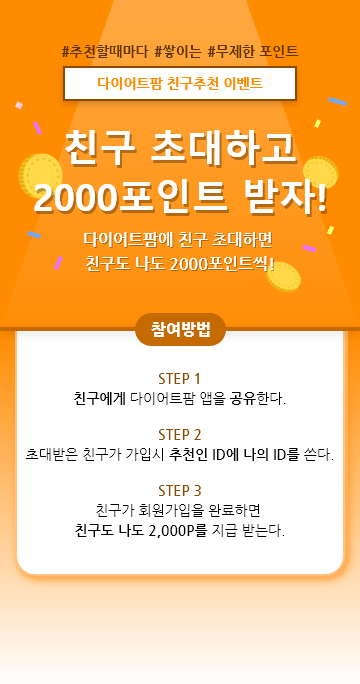 #추천할때마다 #쌓이는 #무제한 포인트
다이어트팜 친구추천 이벤트
친구 초대하고
2000포인트 받자!
다이어트팜에 친구 초대하면
친구도 나도 2000포인트씩!
참여방법
STEP 1
친구에게 다이어트팜 앱을 공유한다.
STEP 2
초대받은 친구가 가입시 추천인 ID에 나의 ID를 쓴다.
STEP 3
친구가 회원가입을 완료하면
친구도 나도 2,000P를 지급 받는다.